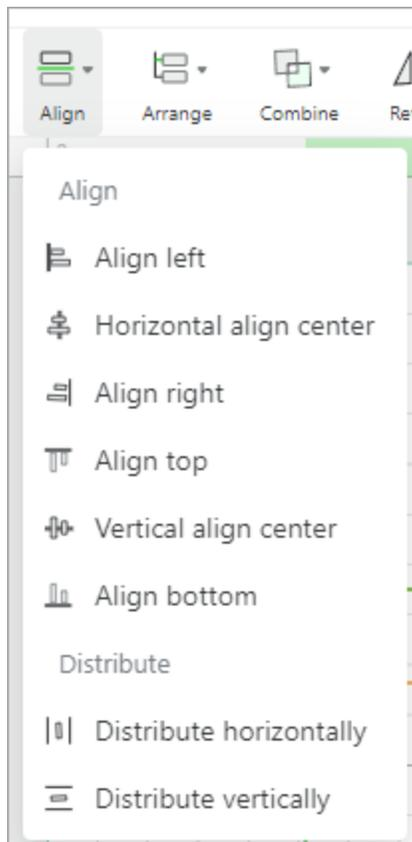 Align
Arrange
Combine
Align
Align left
Horizontal align center
Align right
Align top
Vertical align center
Align bottom
Distribute
Distribute horizontally
Distribute vertically